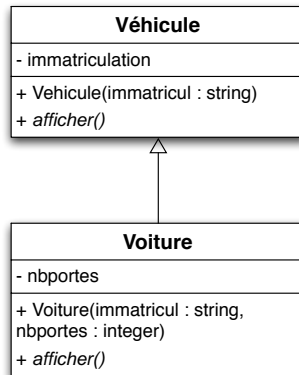 Véhicule
- immatriculation
+ Vehicule(immatricul : string)
+ afficher()
Voiture
- nbportes
+ Voiture(immatricul : string,
nbportes : integer)
+ afficher()